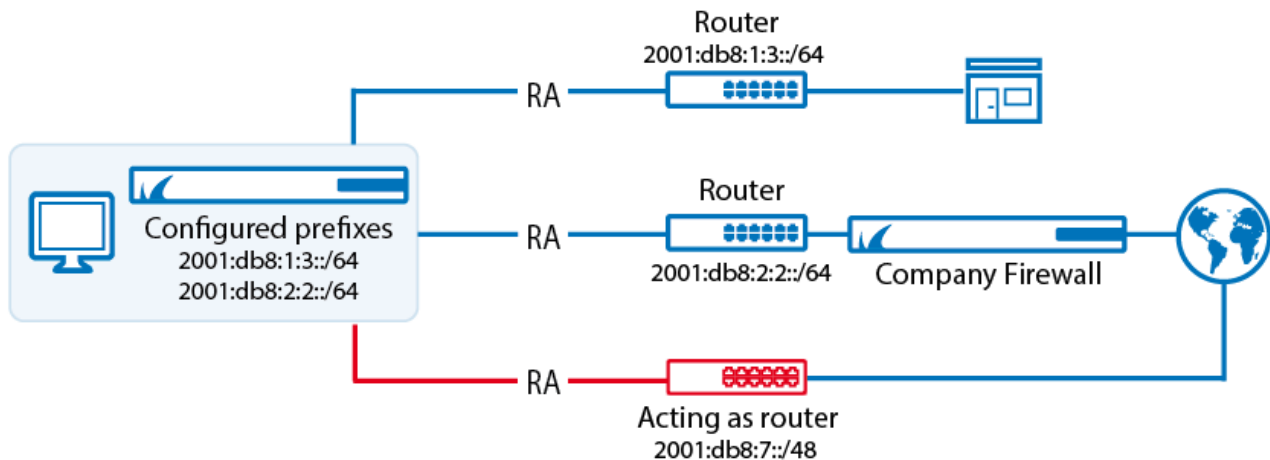 Router
2001:db8:1:3::/64
RA
Configured prefixes
2001:db8:1:3::/64
2001:db8:2:2::/64
RA
Router
2001:db8:2:2::/64
Company Firewall
RA
Acting as router
2001:db8:7::/48